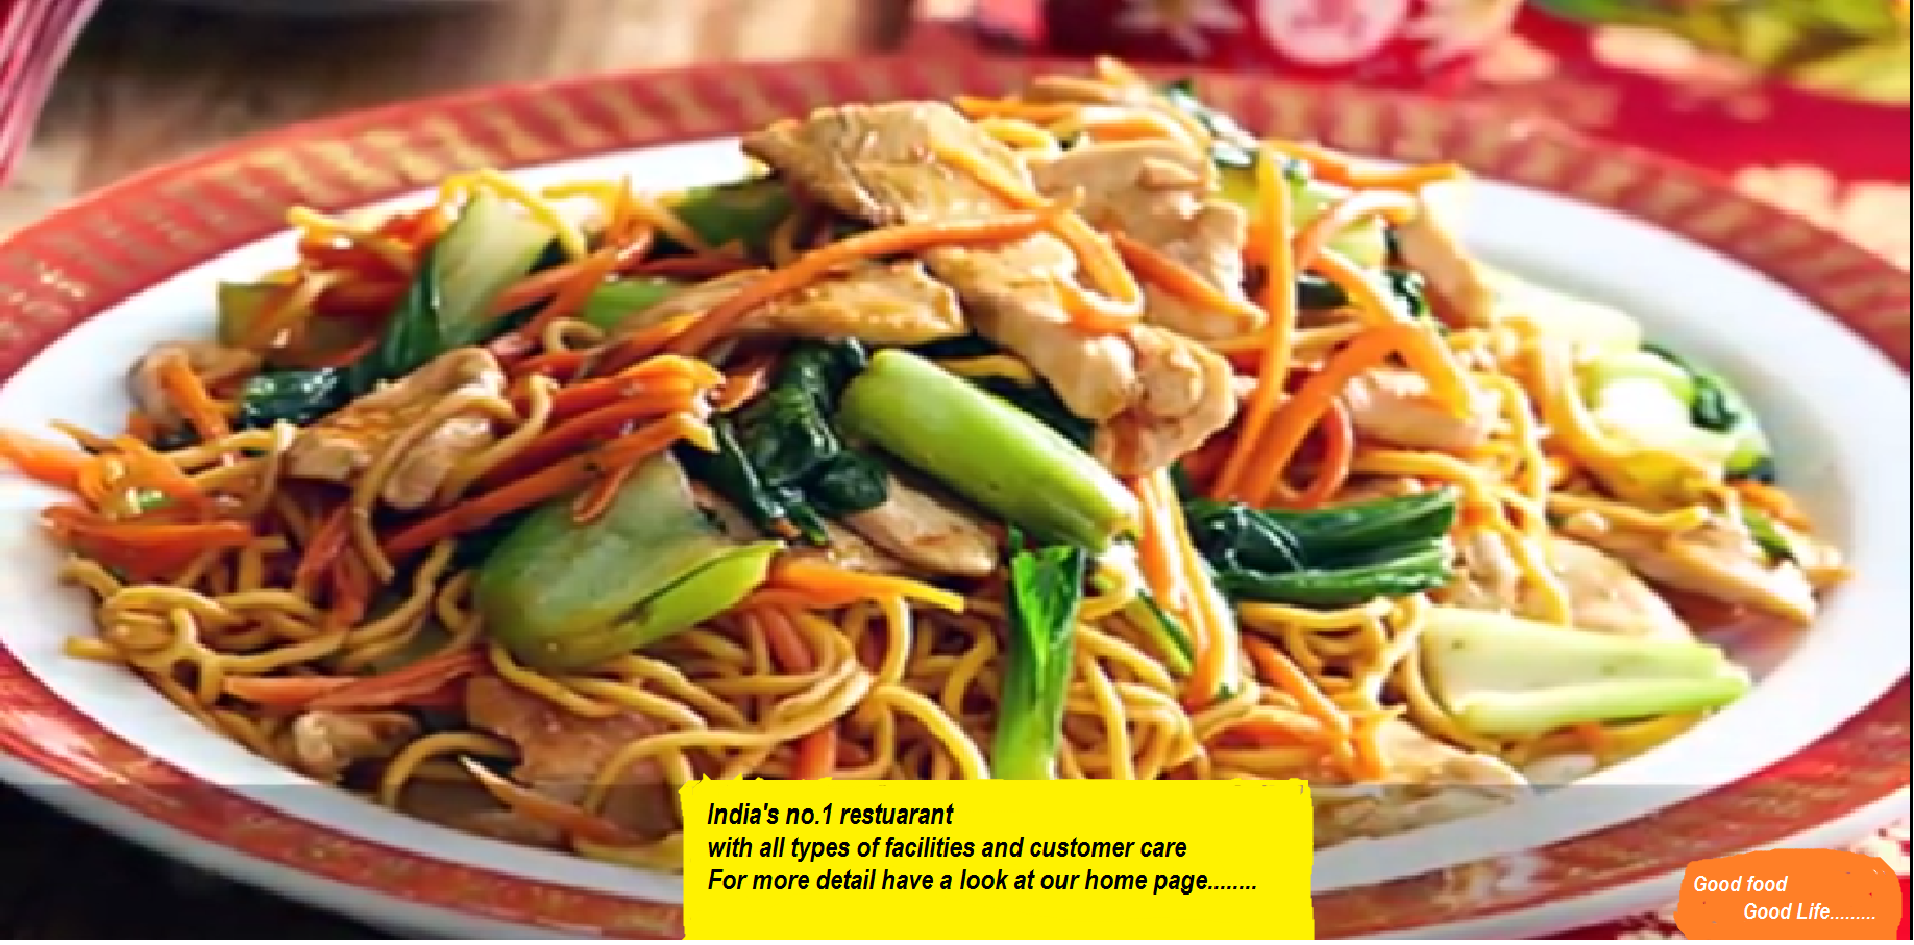 India's no.1 restuarant
with all types of facilities and customer care
For more detail have a look at our home page........
Good food
Good Life.........